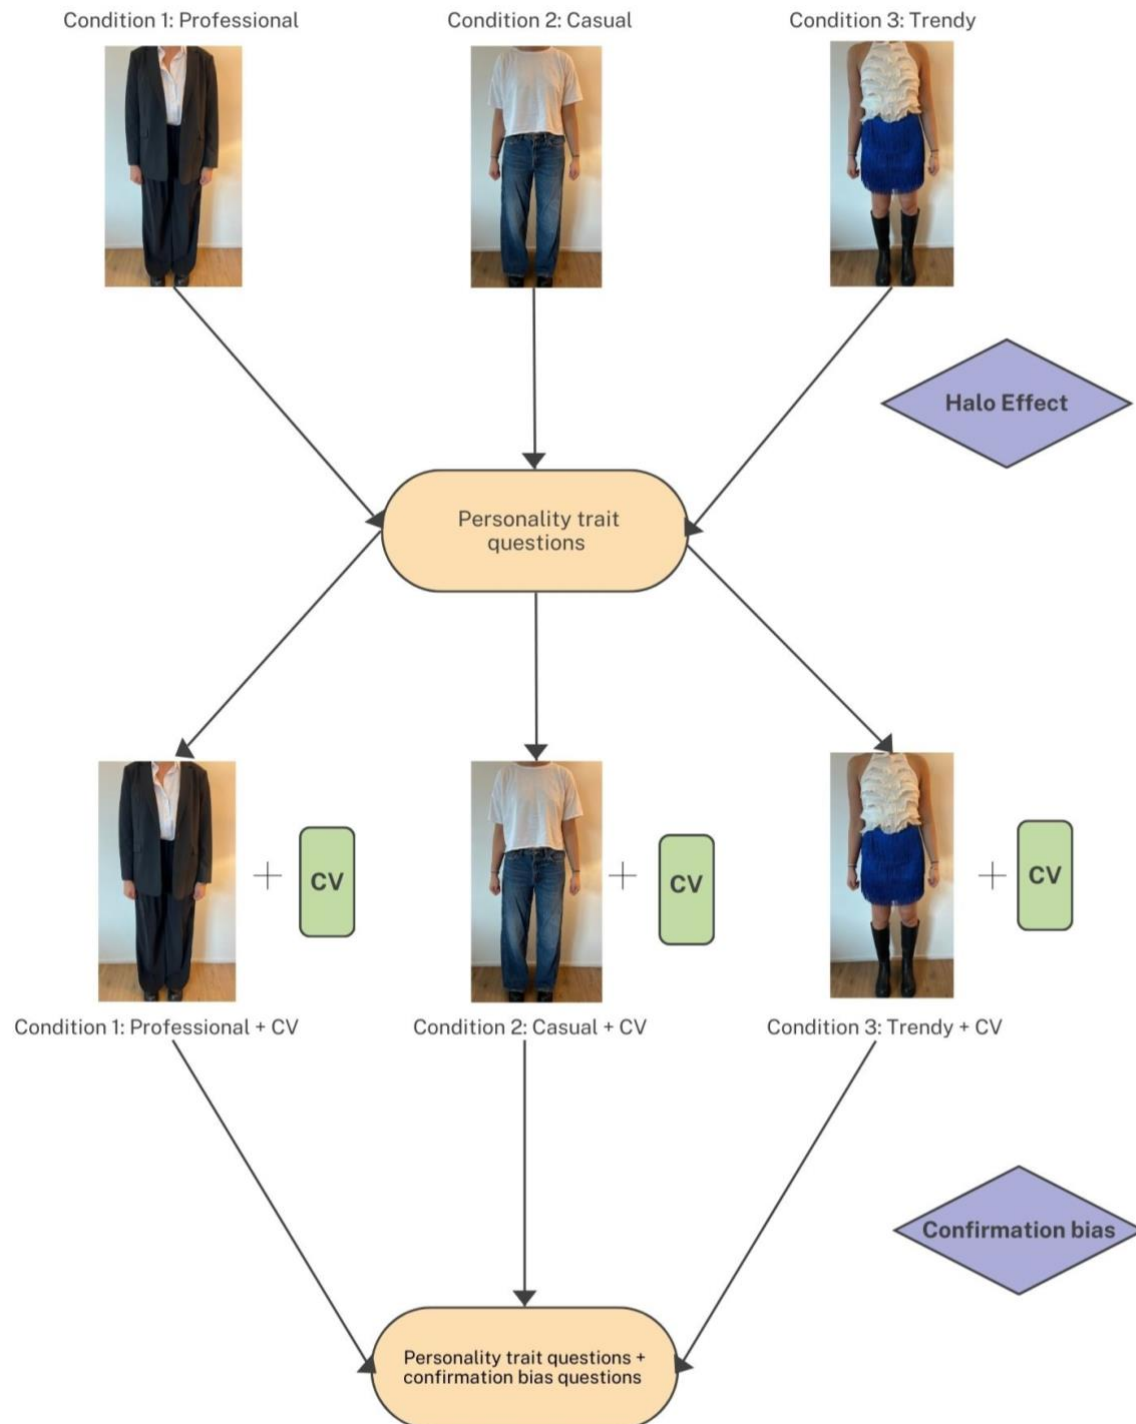 Condition 1: Professional
Condition 2: Casual
Condition 3: Trendy
Halo Effect
Personality trait
questions
CV
CV
CV
Condition 1: Professional + CV
Condition 2: Casual + CV
Condition 3: Trendy + CV
Confirmation bias
Personality trait questions +
confirmation bias questions